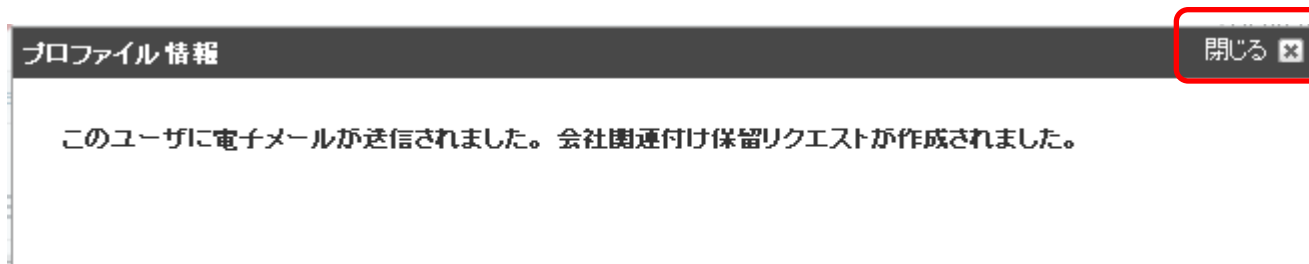 プロファイル情報 閉じる
このユーザに電子メールが送信されました。会社関連付け保留リクエストが作成されました。